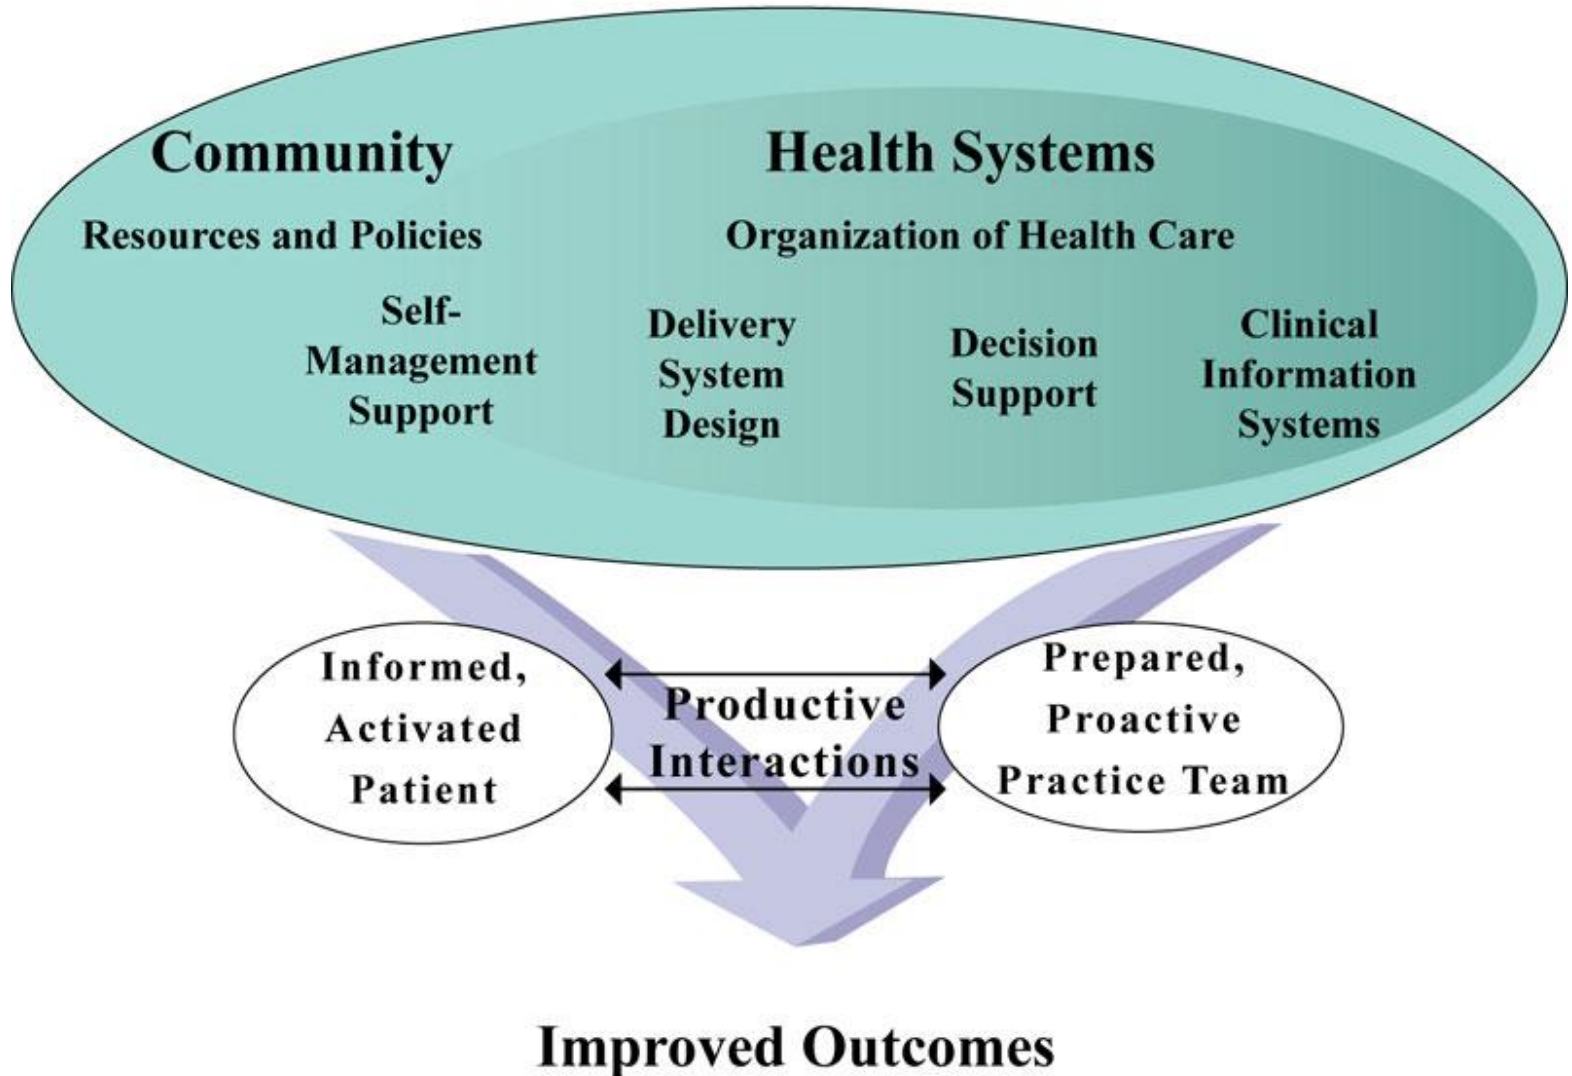 Community
Health Systems
Resources and Policies
Organization of Health Care
Self-
Management
Support
Delivery
System
Design
Decision
Support
Clinical
Information
Systems
Informed,
Activated
Patient
Productive
Interactions
Prepared,
Proactive
Practice Team
Improved Outcomes